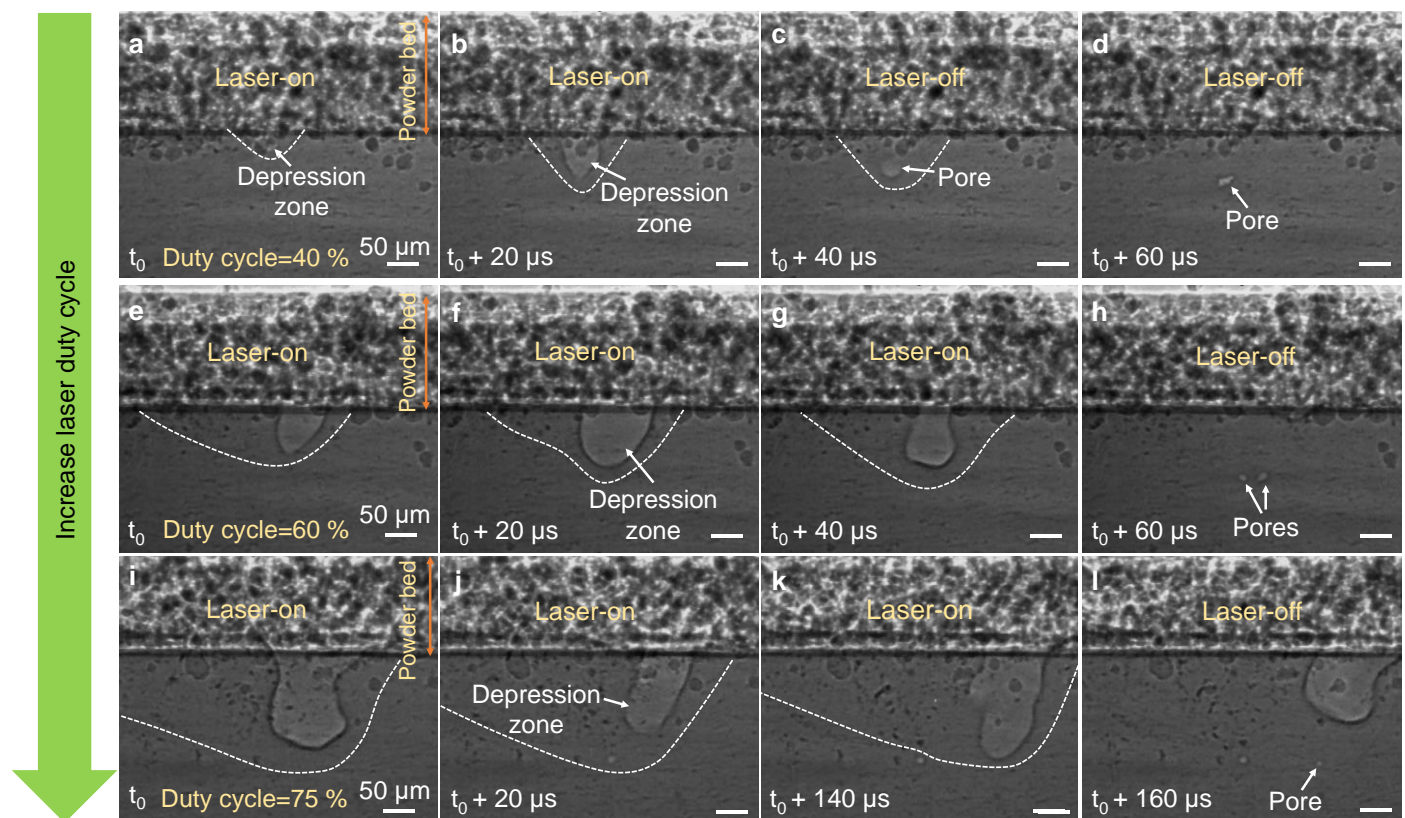 Increase laser duty cycle
a
Laser-on
Powder bed
Depression
zone
t0 Duty cycle=40 % 50 µm
b
Laser-on
Depression
zone
t0 + 20 µs
c
Laser-off
Pore
t0 + 40 µs
d
Laser-off
Pore
t0 + 60 µs
e
Laser-on
Powder bed
t0 Duty cycle=60 % 50 µm
f
Laser-on
Depression
zone
t0 + 20 µs
g
Laser-on
t0 + 40 µs
h
Laser-off
Pores
t0 + 60 µs
i
Laser-on
Powder bed
t0 Duty cycle=75 % 50 µm
j
Laser-on
Depression
zone
t0 + 20 µs
k
Laser-on
t0 + 140 µs
l
Laser-off
Pore
t0 + 160 µs